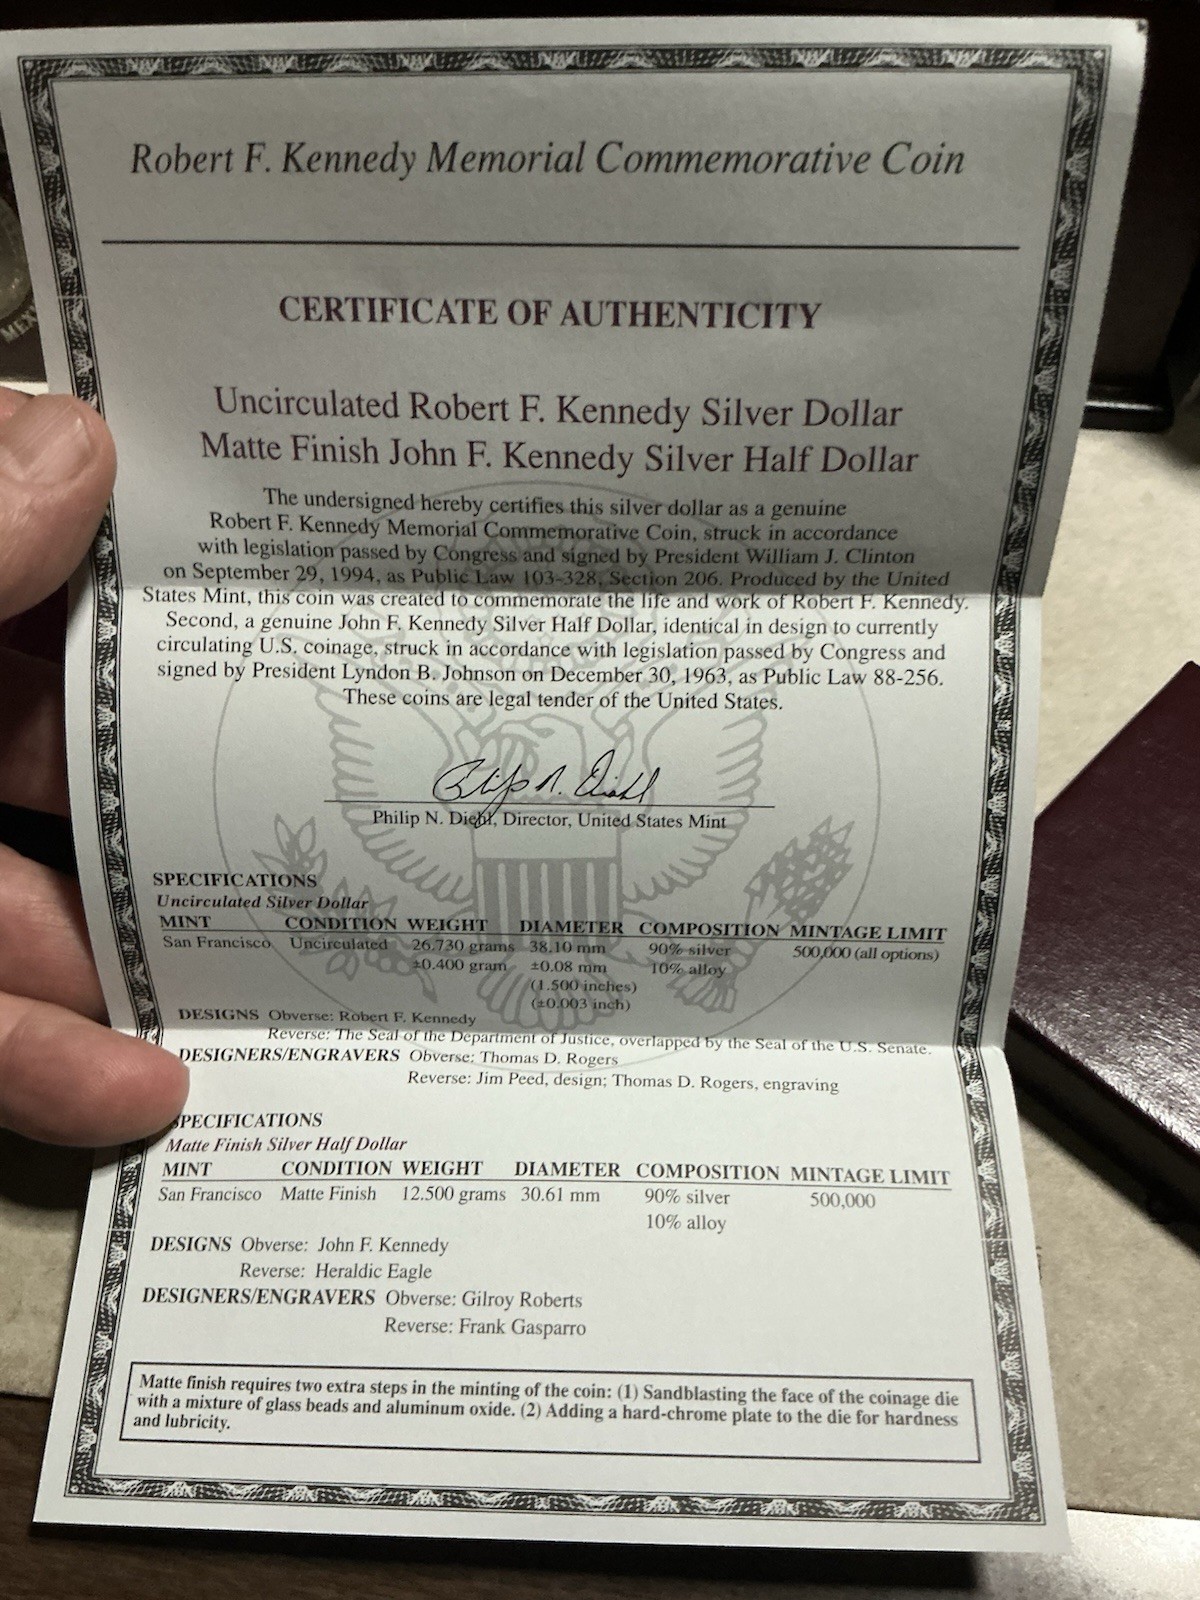 Robert F. Kennedy Memorial Commemorative Coin
CERTIFICATE OF AUTHENTICITY
Uncirculated Robert F. Kennedy Silver Dollar
Matte Finish John F. Kennedy Silver Half Dollar
The undersigned hereby certifies this silver dollar as a genuine
Robert F. Kennedy Memorial Commemorative Coin, struck in accordance
with legislation passed by Congress and signed by President William J. Clinton
on September 29, 1994, as Public Law 103-328, Section 206. Produced by the United
States Mint, this coin was created to commemorate the life and work of Robert F. Kennedy.
Second, a genuine John F. Kennedy Silver Half Dollar, identical in design to currently
circulating U.S. coinage, struck in accordance with legislation passed by Congress and
signed by President Lyndon B. Johnson on December 30, 1963, as Public Law 88-256.
These coins are legal tender of the United States.
Philip N. Diehl
Philip N. Diehl, Director, United States Mint
SPECIFICATIONS
Uncirculated Silver Dollar
MINT CONDITION WEIGHT DIAMETER COMPOSITION MINTAGE LIMIT
San Francisco Uncirculated 26.730 grams 38.10 mm 90% silver 500,000 (all options)
±0.400 gram ±0.08 mm 10% alloy
(1.500 inches)
(±0.003 inch)
DESIGNS Obverse: Robert F. Kennedy
Reverse: The Seal of the Department of Justice, overlapped by the Seal of the U.S. Senate.
DESIGNERS/ENGRAVERS Obverse: Thomas D. Rogers
Reverse: Jim Peed, design; Thomas D. Rogers, engraving
SPECIFICATIONS
Matte Finish Silver Half Dollar
MINT CONDITION WEIGHT DIAMETER COMPOSITION MINTAGE LIMIT
San Francisco Matte Finish 12.500 grams 30.61 mm 90% silver 500,000
10% alloy
DESIGNS Obverse: John F. Kennedy
Reverse: Heraldic Eagle
DESIGNERS/ENGRAVERS Obverse: Gilroy Roberts
Reverse: Frank Gasparro
Matte finish requires two extra steps in the minting of the coin: (1) Sandblasting the face of the coinage die
with a mixture of glass beads and aluminum oxide. (2) Adding a hard-chrome plate to the die for hardness
and lubricity.